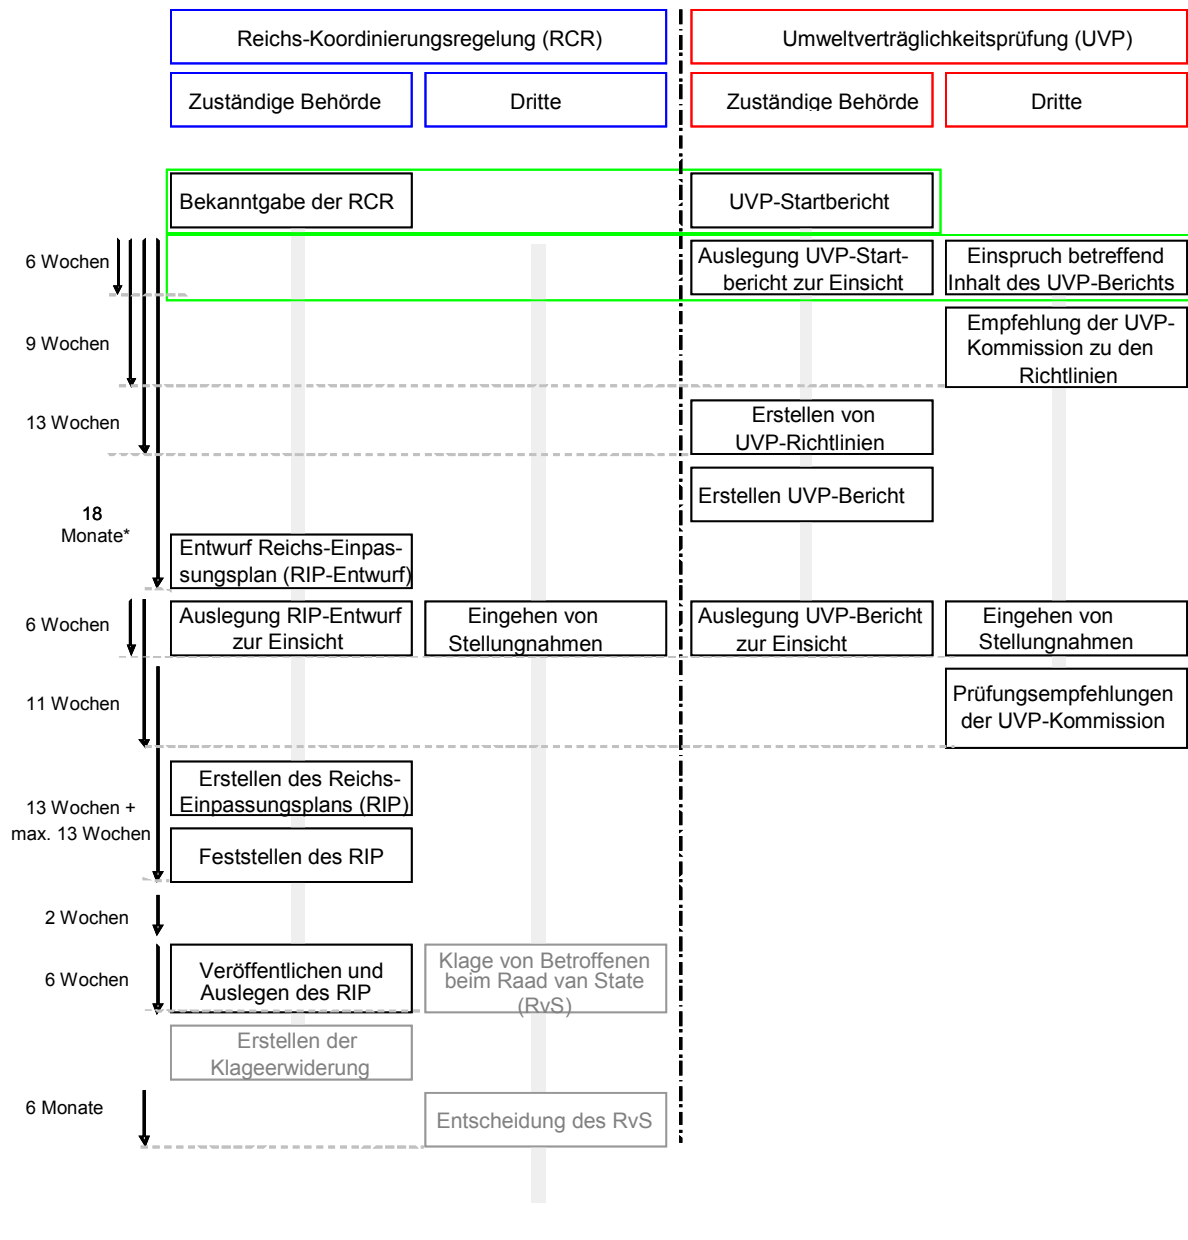 Reichs-Koordinierungsregelung (RCR)
Umweltverträglichkeitsprüfung (UVP)
Zuständige Behörde
Dritte
Zuständige Behörde
Dritte
Bekanntgabe der RCR
UVP-Startbericht
6 Wochen
Auslegung UVP-Start-
bericht zur Einsicht
Einspruch betreffend
Inhalt des UVP-Berichts
9 Wochen
Empfehlung der UVP-
Kommission zu den
Richtlinien
13 Wochen
Erstellen von
UVP-Richtlinien
Erstellen UVP-Bericht
18
Monate*
Entwurf Reichs-Einpas-
sungsplan (RIP-Entwurf)
6 Wochen
Auslegung RIP-Entwurf
zur Einsicht
Eingehen von
Stellungnahmen
Auslegung UVP-Bericht
zur Einsicht
Eingehen von
Stellungnahmen
11 Wochen
Prüfungsempfehlungen
der UVP-Kommission
Erstellen des Reichs-
Einpassungsplans (RIP)
13 Wochen +
max. 13 Wochen
Feststellen des RIP
2 Wochen
6 Wochen
Veröffentlichen und
Auslegen des RIP
Klage von Betroffenen
beim Raad van State
(RvS)
Erstellen der
Klageerwiderung
6 Monate
Entscheidung des RvS